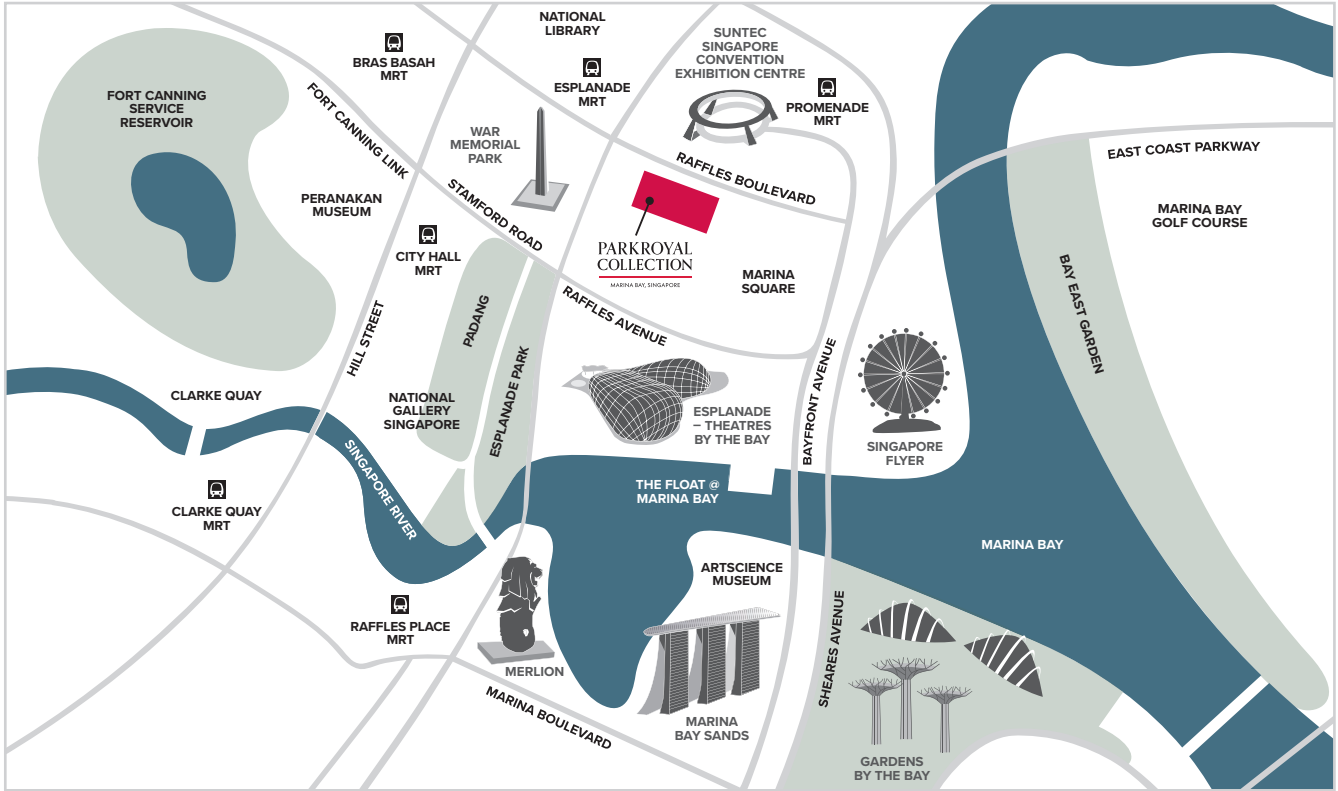 NATIONAL
LIBRARY
BRAS BASAH
MRT
SUNTEC
SINGAPORE
CONVENTION
EXHIBITION CENTRE
ESPLANADE
MRT
PROMENADE
MRT
FORT CANNING
SERVICE
RESERVOIR
FORT CANNING LINK
WAR
MEMORIAL
PARK
RAFFLES BOULEVARD
EAST COAST PARKWAY
PERANAKAN
MUSEUM
STAMFORD ROAD
MARINA BAY
GOLF COURSE
CITY HALL
MRT
PARKROYAL
COLLECTION
MARINA BAY, SINGAPORE
MARINA
SQUARE
BAY EAST GARDEN
HILL STREET
PADANG
RAFFLES AVENUE
ESPLANADE PARK
BAYFRONT AVENUE
CLARKE QUAY
NATIONAL
GALLERY
SINGAPORE
ESPLANADE
– THEATRES
BY THE BAY
SINGAPORE
FLYER
SINGAPORE RIVER
THE FLOAT @
MARINA BAY
CLARKE QUAY
MRT
MARINA BAY
ARTSCIENCE
MUSEUM
RAFFLES PLACE
MRT
SHEARES AVENUE
MERLION
MARINA BOULEVARD
MARINA
BAY SANDS
GARDENS
BY THE BAY